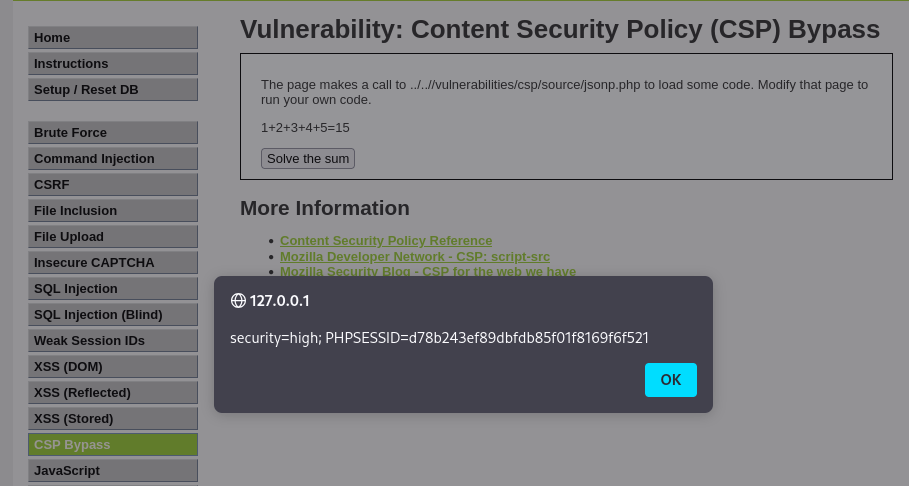 Home
Instructions
Setup / Reset DB
Brute Force
Command Injection
CSRF
File Inclusion
File Upload
Insecure CAPTCHA
SQL Injection
SQL Injection (Blind)
Weak Session IDs
XSS (DOM)
XSS (Reflected)
XSS (Stored)
CSP Bypass
JavaScript
Vulnerability: Content Security Policy (CSP) Bypass
The page makes a call to ../..//vulnerabilities/csp/source/jsonp.php to load some code. Modify that page to
run your own code.
1+2+3+4+5=15
Solve the sum
More Information
Content Security Policy Reference
Mozilla Developer Network - CSP: script-src
Mozilla Security Blog - CSP for the web we have
127.0.0.1
security=high; PHPSESSID=d78b243ef89dbfdb85f01f8169f6f521
OK